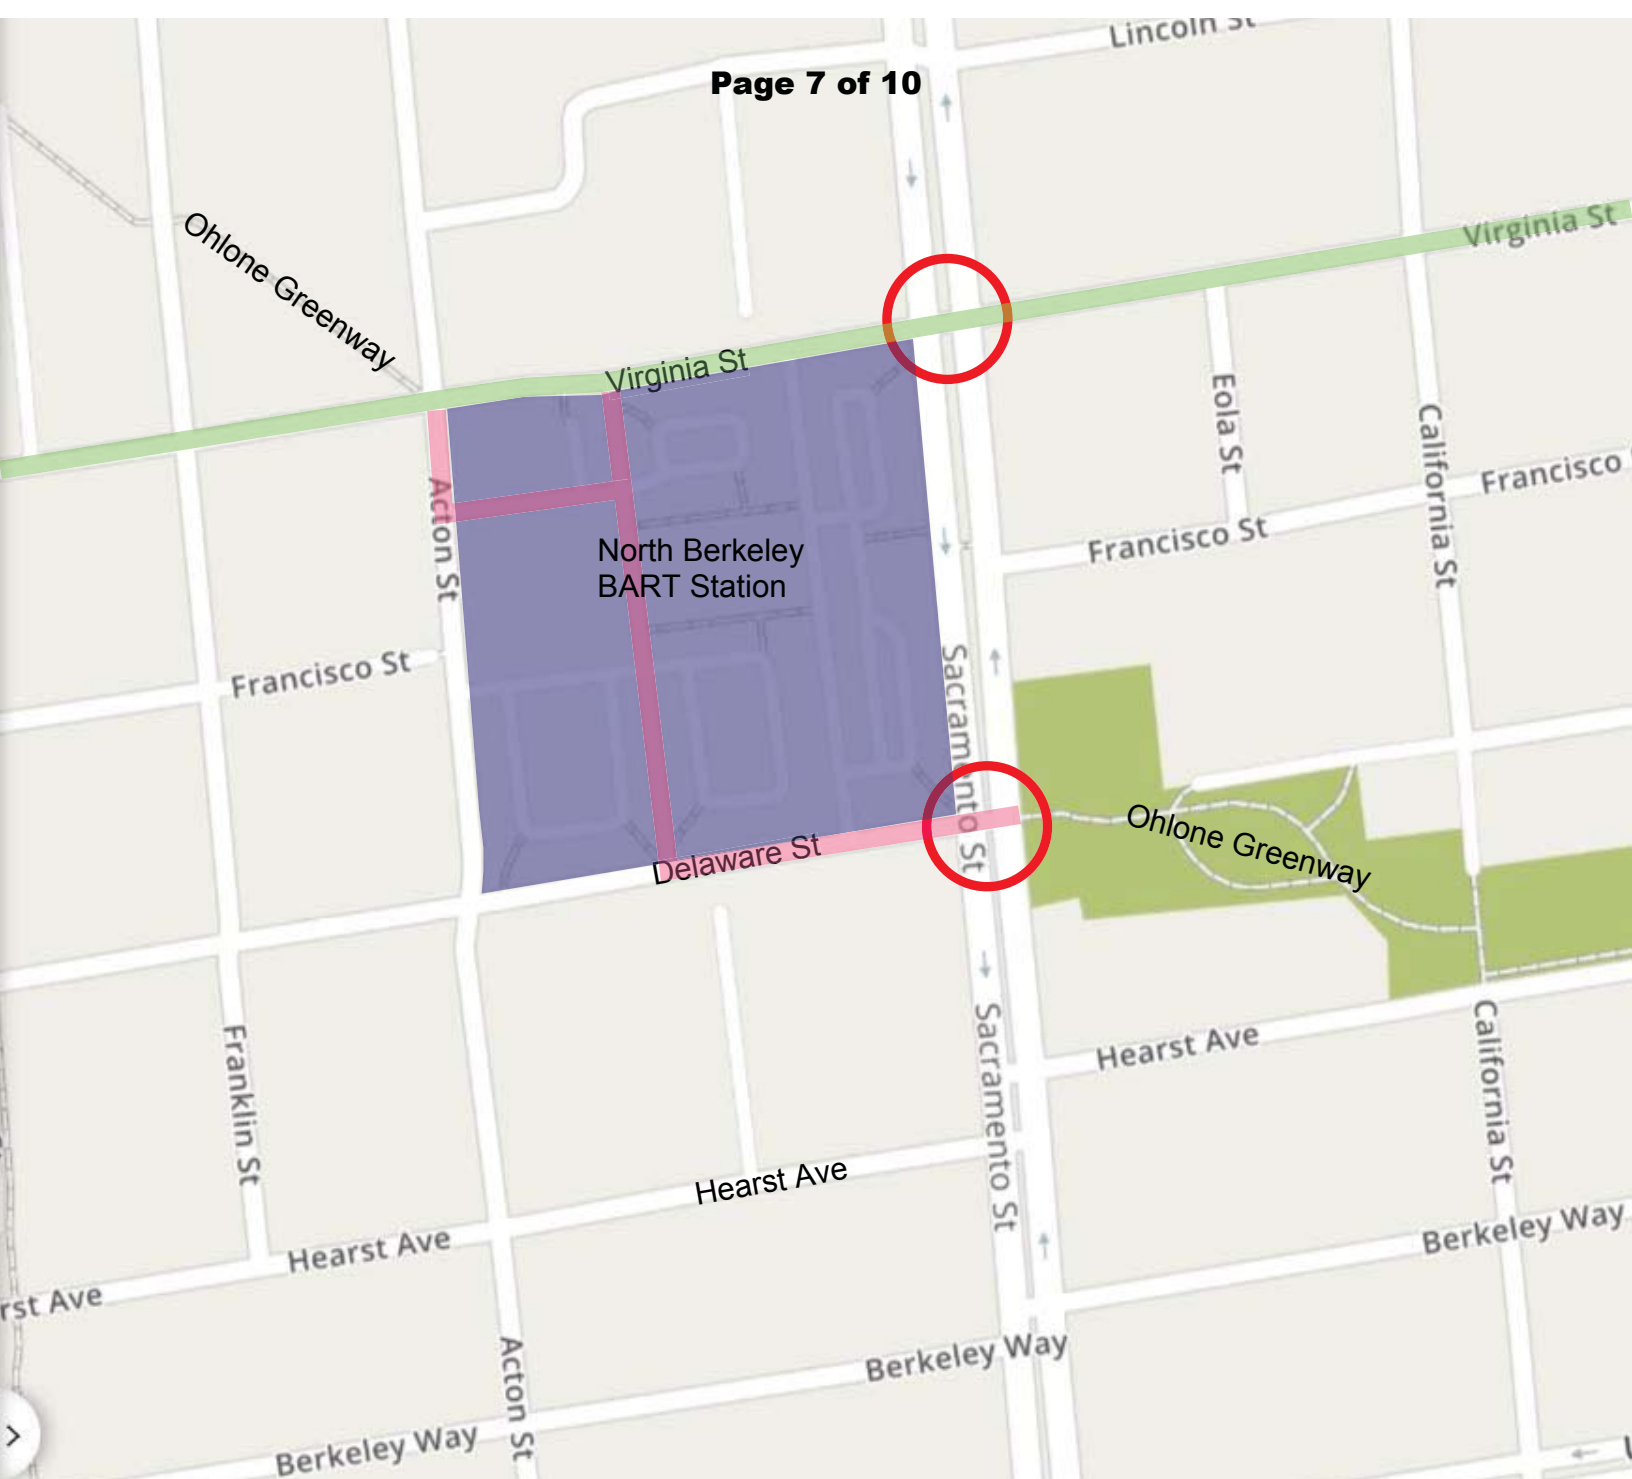 Lincoln St
Page 7 of 10
Virginia St
Ohlone Greenway
Virginia St
Eola St
California St
Francisco
Acton St
Francisco St
North Berkeley
BART Station
Francisco St
Sacramento St
Ohlone Greenway
Delaware St
Franklin St
Sacramento St
California St
Hearst Ave
Hearst Ave
Hearst Ave
rst Ave
Berkeley Way
Acton St
Berkeley Way
Berkeley Way